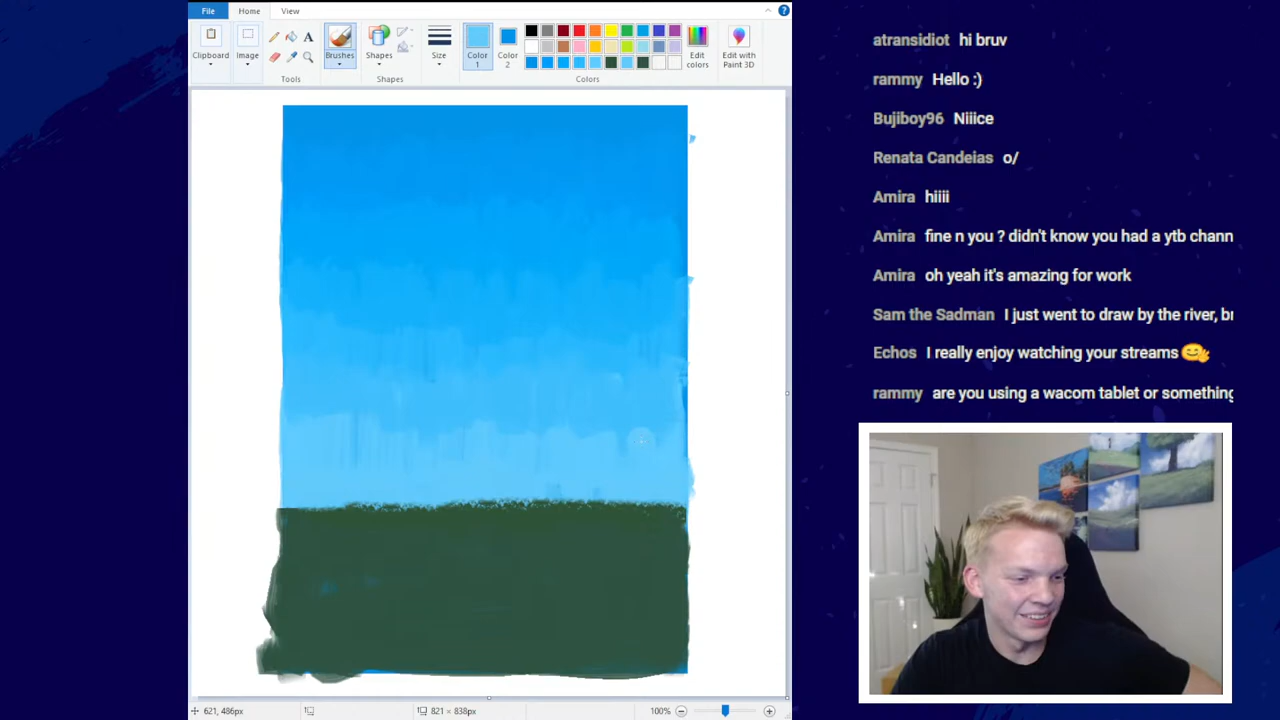 File
Home
View
Clipboard
Image
Tools
Brushes
Shapes
Shapes
Size
Color
1
Color
2
Colors
Edit
colors
Edit with
Paint 3D
atransidiot hi bruv
rammy Hello :)
Bujiboy96 Niiice
Renata Candeias o/
Amira hiiii
Amira fine n you ? didn't know you had a ytb chann
Amira oh yeah it's amazing for work
Sam the Sadman I just went to draw by the river, br
Echos I really enjoy watching your streams 🤗
rammy are you using a wacom tablet or something
621, 486px
821 × 838px
100%